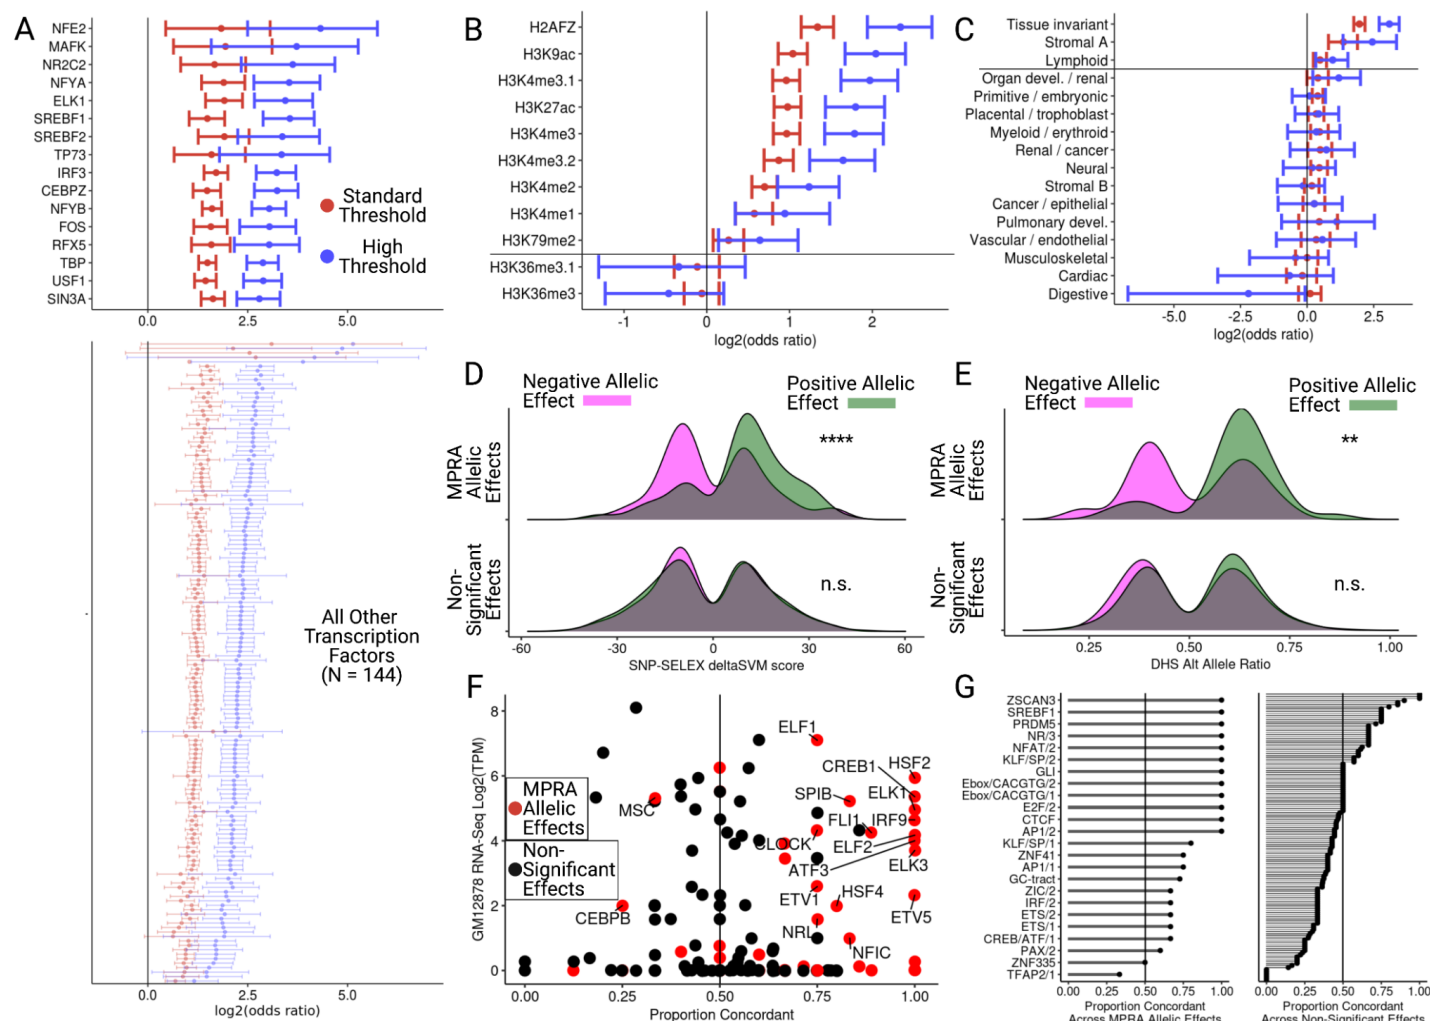 A
NFE2
MAFK
NR2C2
NFYA
ELK1
SREBF1
SREBF2
TP73
IRF3
CEBPZ
NFYB
FOS
RFX5
TBP
USF1
SIN3A
Standard
Threshold
High
Threshold
0.0
2.5
5.0
All Other
Transcription
Factors
(N = 144)
0.0
2.5
5.0
log2(odds ratio)
B
H2AFZ
H3K9ac
H3K4me3.1
H3K27ac
H3K4me3
H3K4me3.2
H3K4me2
H3K4me1
H3K79me2
H3K36me3.1
H3K36me3
-1
0
1
2
log2(odds ratio)
C
Tissue invariant
Stromal A
Lymphoid
Organ devel. / renal
Primitive / embryonic
Placental / trophoblast
Myeloid / erythroid
Renal / cancer
Neural
Stromal B
Cancer / epithelial
Pulmonary devel.
Vascular / endothelial
Musculoskeletal
Cardiac
Digestive
-5.0
-2.5
0.0
2.5
log2(odds ratio)
D
Negative Allelic
Effect
Positive Allelic
Effect
MPRA
Allelic
Effects
****
Non-
Significant
Effects
n.s.
-60
-30
0
30
60
SNP-SELEX deltaSVM score
E
Negative Allelic
Effect
Positive Allelic
Effect
MPRA
Allelic
Effects
**
Non-
Significant
Effects
n.s.
0.25
0.50
0.75
1.00
DHS Alt Allele Ratio
F
GM12878 RNA-Seq Log2(TPM)
8
6
4
2
0
MPRA
Allelic
Effects
Non-
Significant
Effects
ELF1
CREB1
HSF2
SPIB
ELK1
MSC
FLI1
IRF9
CLOCK
ELF2
ATF3
ELK3
ETV1
HSF4
CEBPB
ETV5
NRL
NFIC
0.00
0.25
0.50
0.75
1.00
Proportion Concordant
G
ZSCAN3
SREBF1
PRDM5
NR/3
NFAT/2
KLF/SP/2
GLI
Ebox/CACGTG/2
Ebox/CACGTG/1
E2F/2
CTCF
AP1/2
KLF/SP/1
ZNF41
AP1/1
GC-tract
ZIC/2
IRF/2
ETS/2
ETS/1
CREB/ATF/1
PAX/2
ZNF335
TFAP2/1
0.00
0.25
0.50
0.75
1.00
Proportion Concordant
Across MPRA Allelic Effects
0.00
0.25
0.50
0.75
1.00
Proportion Concordant
Across Non-Significant Effects